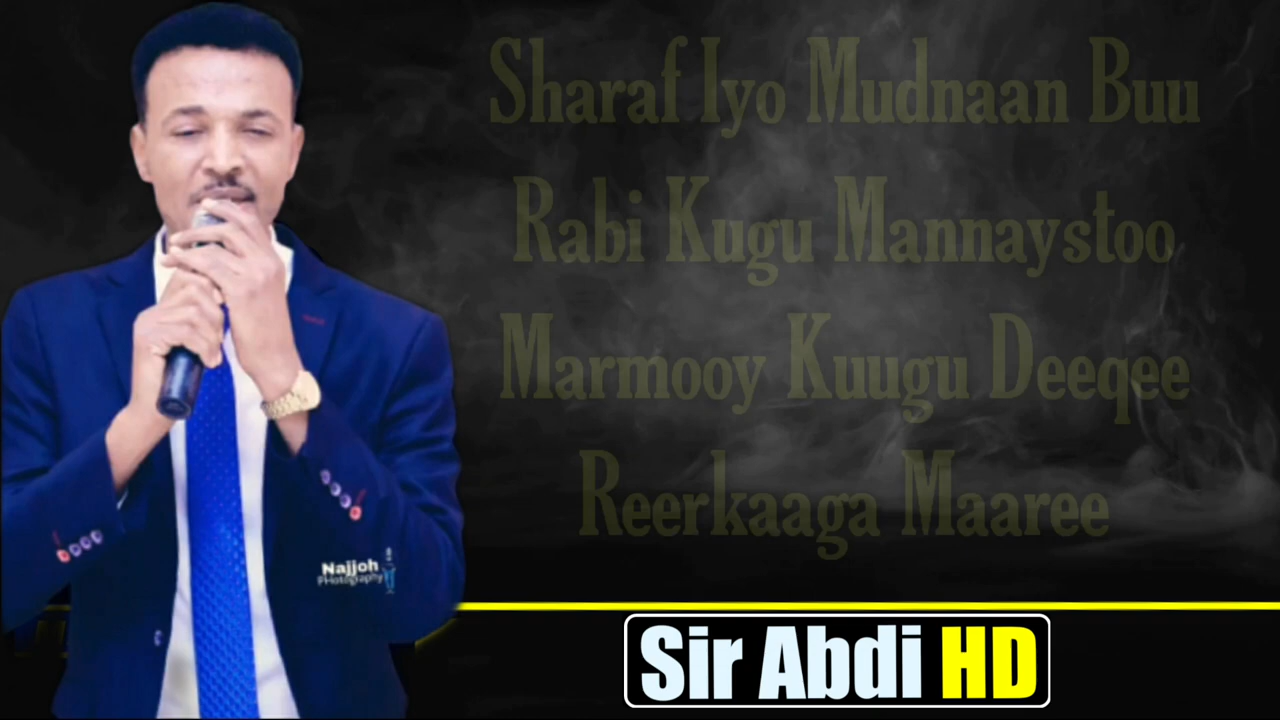 Sharaf Iyo Mudnaan Buu
Rabi Kugu Mannaystoo
Marmooy Kuugu Deeqee
Reerkaaga Maaree
Najjoh
PHotography
Sir Abdi HD